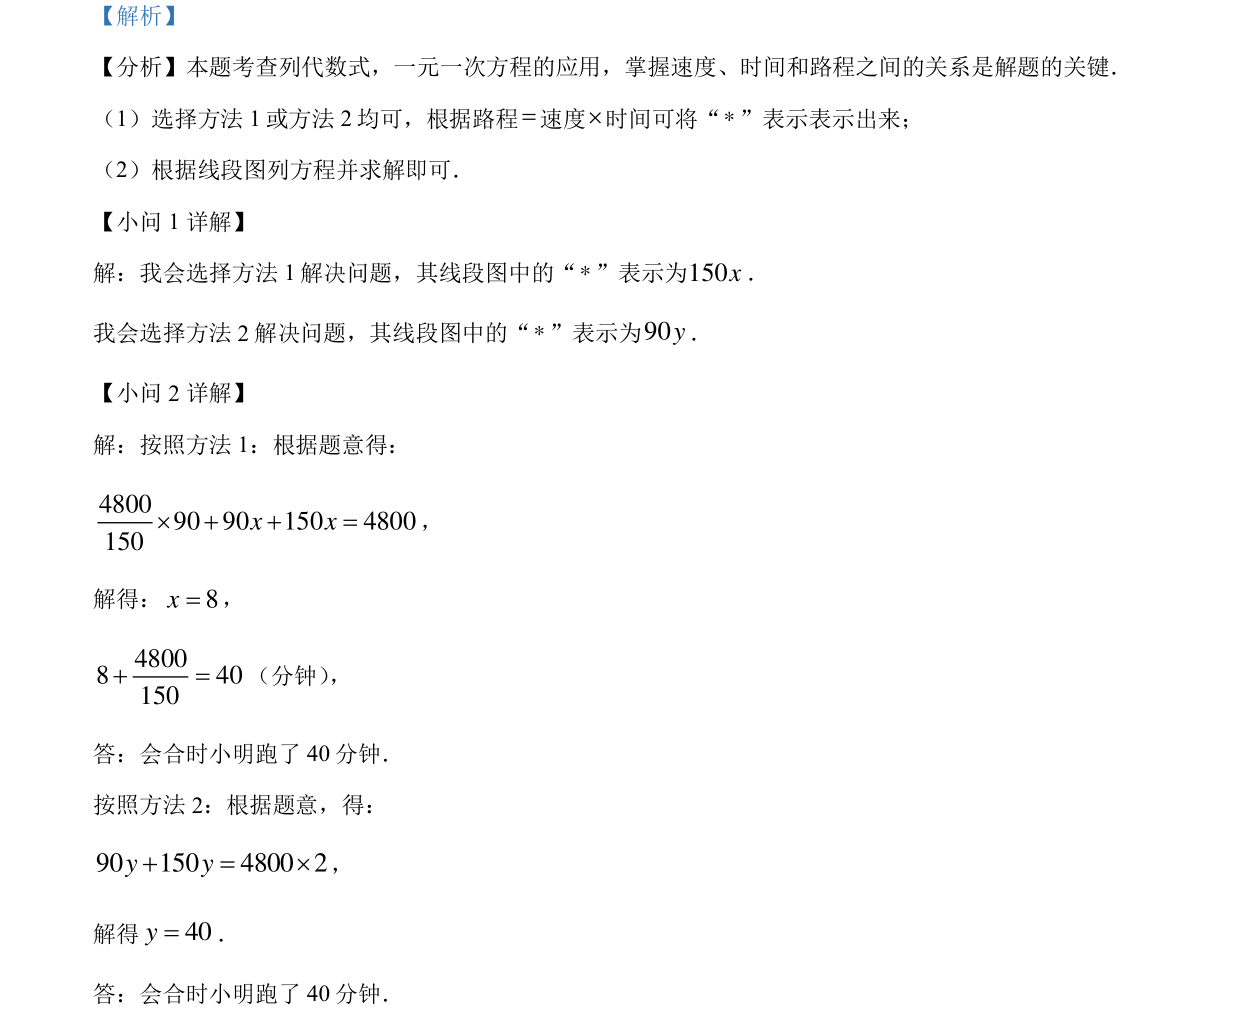 【解析】
【分析】本题考查列代数式，一元一次方程的应用，掌握速度、时间和路程之间的关系是解题的关键．
（1）选择方法 1 或方法 2 均可，根据路程=速度×时间可将“*”表示表示出来；
（2）根据线段图列方程并求解即可．
【小问 1 详解】
解：我会选择方法 1 解决问题，其线段图中的“*”表示为150x．
我会选择方法 2 解决问题，其线段图中的“*”表示为90y．
【小问 2 详解】
解：按照方法 1：根据题意得：
4800/150×90+90x+150x=4800，
解得：x=8，
8+4800/150=40（分钟），
答：会合时小明跑了 40 分钟．
按照方法 2：根据题意，得：
90y+150y=4800×2，
解得 y=40．
答：会合时小明跑了 40 分钟．